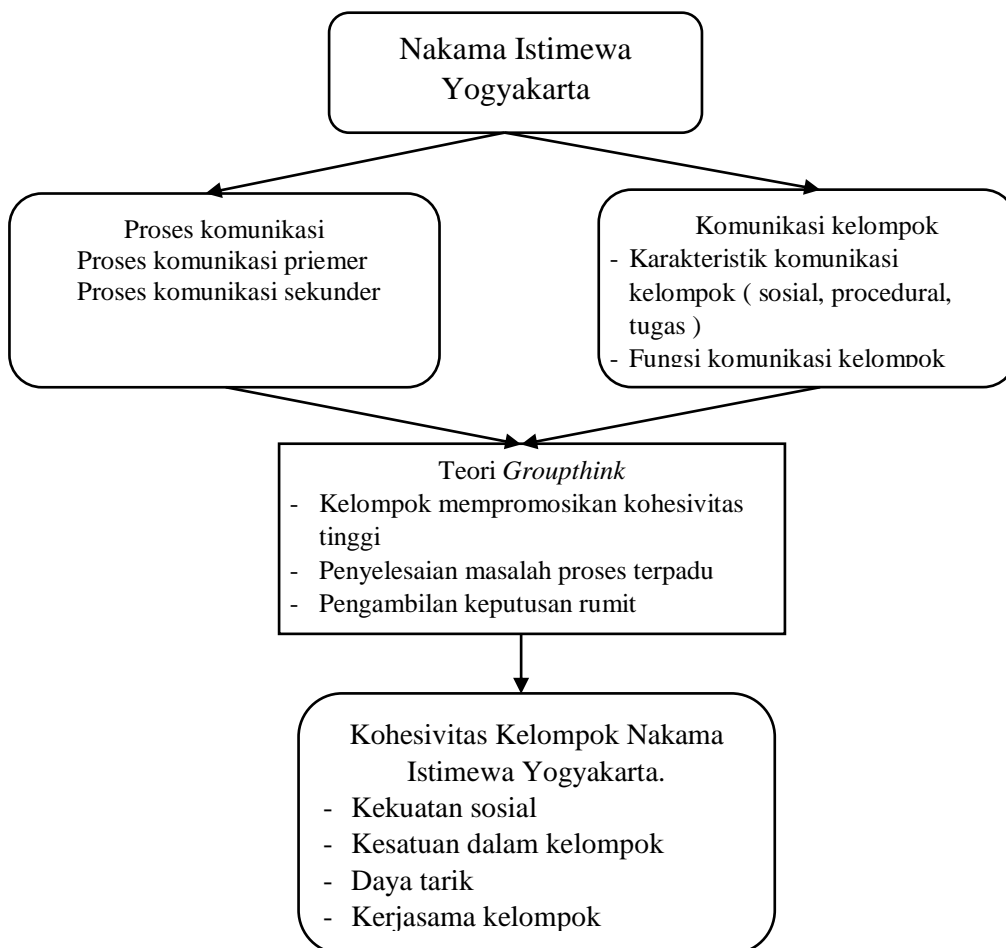 Nakama Istimewa
Yogyakarta
Proses komunikasi
Proses komunikasi priemer
Proses komunikasi sekunder
Komunikasi kelompok
- Karakteristik komunikasi
kelompok ( sosial, procedural,
tugas )
- Fungsi komunikasi kelompok
Teori Groupthink
- Kelompok mempromosikan kohesivitas
tinggi
- Penyelesaian masalah proses terpadu
- Pengambilan keputusan rumit
Kohesivitas Kelompok Nakama
Istimewa Yogyakarta.
- Kekuatan sosial
- Kesatuan dalam kelompok
- Daya tarik
- Kerjasama kelompok